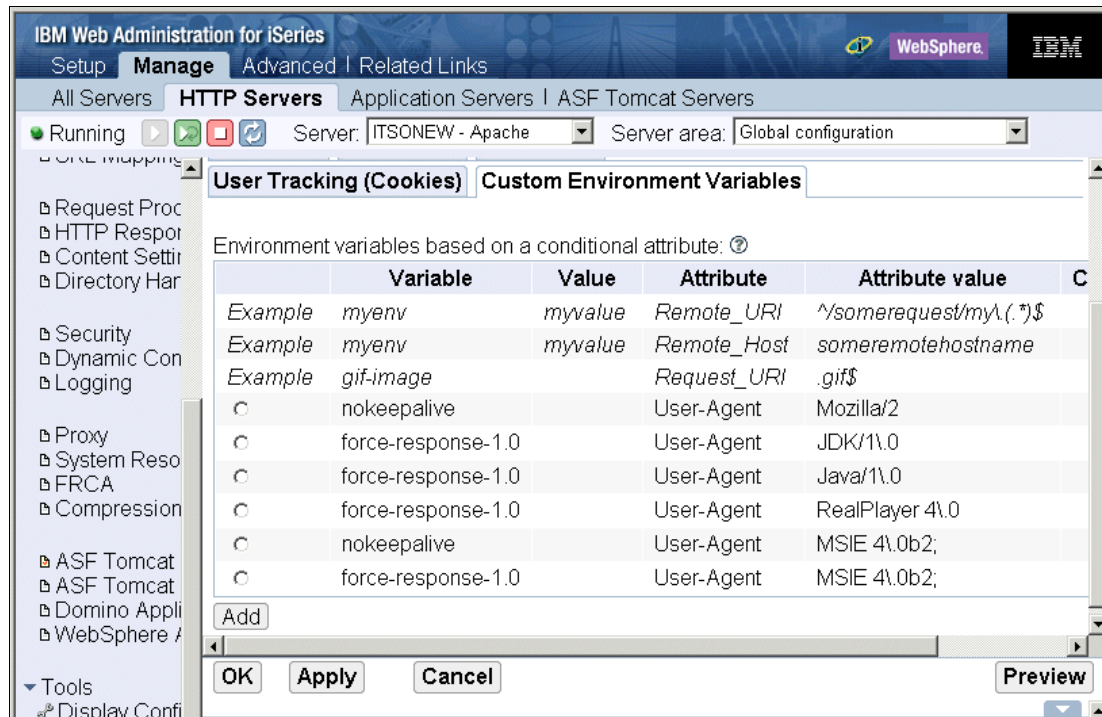 IBM Web Administration for iSeries
WebSphere. IBM
Setup Manage Advanced | Related Links
All Servers HTTP Servers Application Servers | ASF Tomcat Servers
Running Server: ITSONEW - Apache Server area: Global configuration
User Tracking (Cookies) Custom Environment Variables
Request Proc
HTTP Respor
Content Settir
Directory Har
Security
Dynamic Con
Logging
Proxy
System Reso
FRCA
Compression
ASF Tomcat
ASF Tomcat
Domino Appli
WebSphere A
Tools
Display Confi
Environment variables based on a conditional attribute:
Variable Value Attribute Attribute value C
Example myenv myvalue Remote_URI ^/somerequest/my\.(.*)$
Example myenv myvalue Remote_Host someremotehostname
Example gif-image Request_URI .gif$
nokeepalive User-Agent Mozilla/2
force-response-1.0 User-Agent JDK/1\.0
force-response-1.0 User-Agent Java/1\.0
force-response-1.0 User-Agent RealPlayer 4\.0
nokeepalive User-Agent MSIE 4\.0b2;
force-response-1.0 User-Agent MSIE 4\.0b2;
Add
OK Apply Cancel Preview